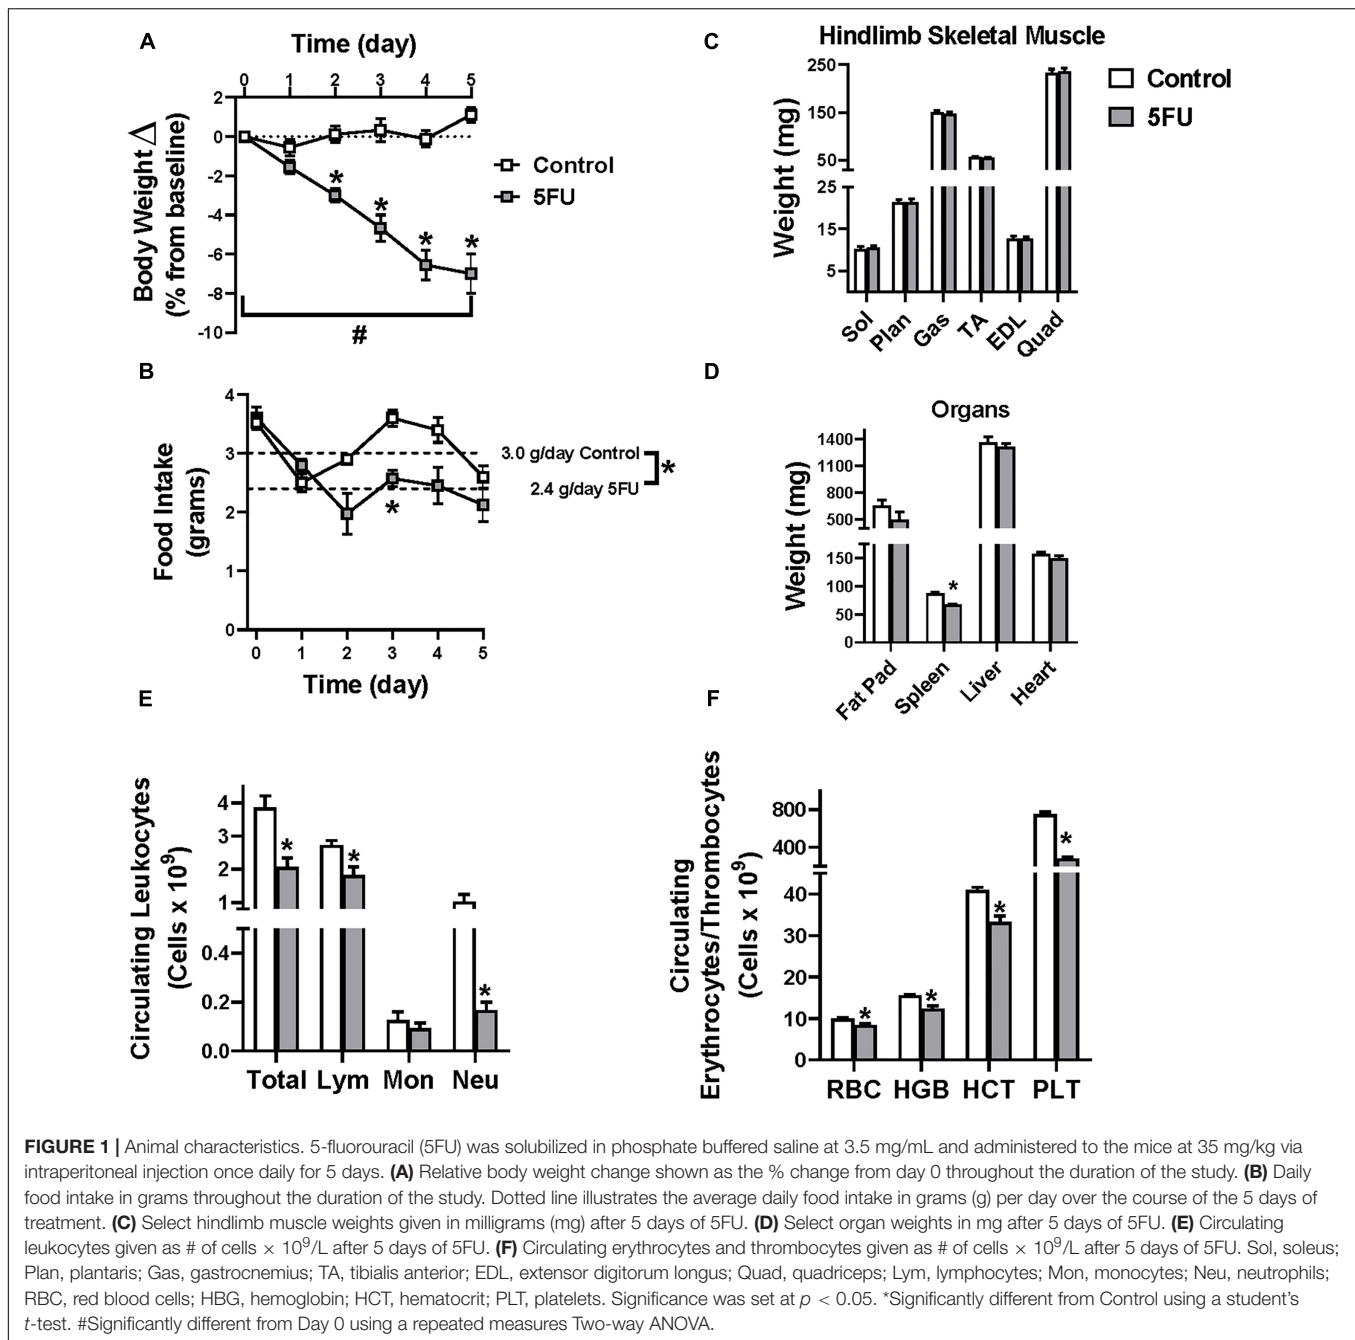 A
Time (day)
0 1 2 3 4 5
2
0
-2
-4
-6
-8
-10
Body Weight △
(% from baseline)
* * * *
#
Control
5FU
B
4
3
2
1
0
Food Intake
(grams)
*
3.0 g/day Control
2.4 g/day 5FU
*
0 1 2 3 4 5
Time (day)
C
Hindlimb Skeletal Muscle
250
150
50
25
15
5
Weight (mg)
Sol Plan Gas TA EDL Quad
Control
5FU
D
Organs
1400
1100
800
500
150
100
50
0
Weight (mg)
*
Fat Pad Spleen Liver Heart
E
4
3
2
1
0.4
0.2
0.0
Circulating Leukocytes
(Cells x 10⁹)
* * *
Total Lym Mon Neu
F
800
400
40
30
20
10
0
Circulating
Erythrocytes/Thrombocytes
(Cells x 10⁹)
* * * *
RBC HGB HCT PLT
FIGURE 1 | Animal characteristics. 5-fluorouracil (5FU) was solubilized in phosphate buffered saline at 3.5 mg/mL and administered to the mice at 35 mg/kg via
intraperitoneal injection once daily for 5 days. (A) Relative body weight change shown as the % change from day 0 throughout the duration of the study. (B) Daily
food intake in grams throughout the duration of the study. Dotted line illustrates the average daily food intake in grams (g) per day over the course of the 5 days of
treatment. (C) Select hindlimb muscle weights given in milligrams (mg) after 5 days of 5FU. (D) Select organ weights in mg after 5 days of 5FU. (E) Circulating
leukocytes given as # of cells × 10⁹/L after 5 days of 5FU. (F) Circulating erythrocytes and thrombocytes given as # of cells × 10⁹/L after 5 days of 5FU. Sol, soleus;
Plan, plantaris; Gas, gastrocnemius; TA, tibialis anterior; EDL, extensor digitorum longus; Quad, quadriceps; Lym, lymphocytes; Mon, monocytes; Neu, neutrophils;
RBC, red blood cells; HBG, hemoglobin; HCT, hematocrit; PLT, platelets. Significance was set at p < 0.05. *Significantly different from Control using a student's
t-test. #Significantly different from Day 0 using a repeated measures Two-way ANOVA.